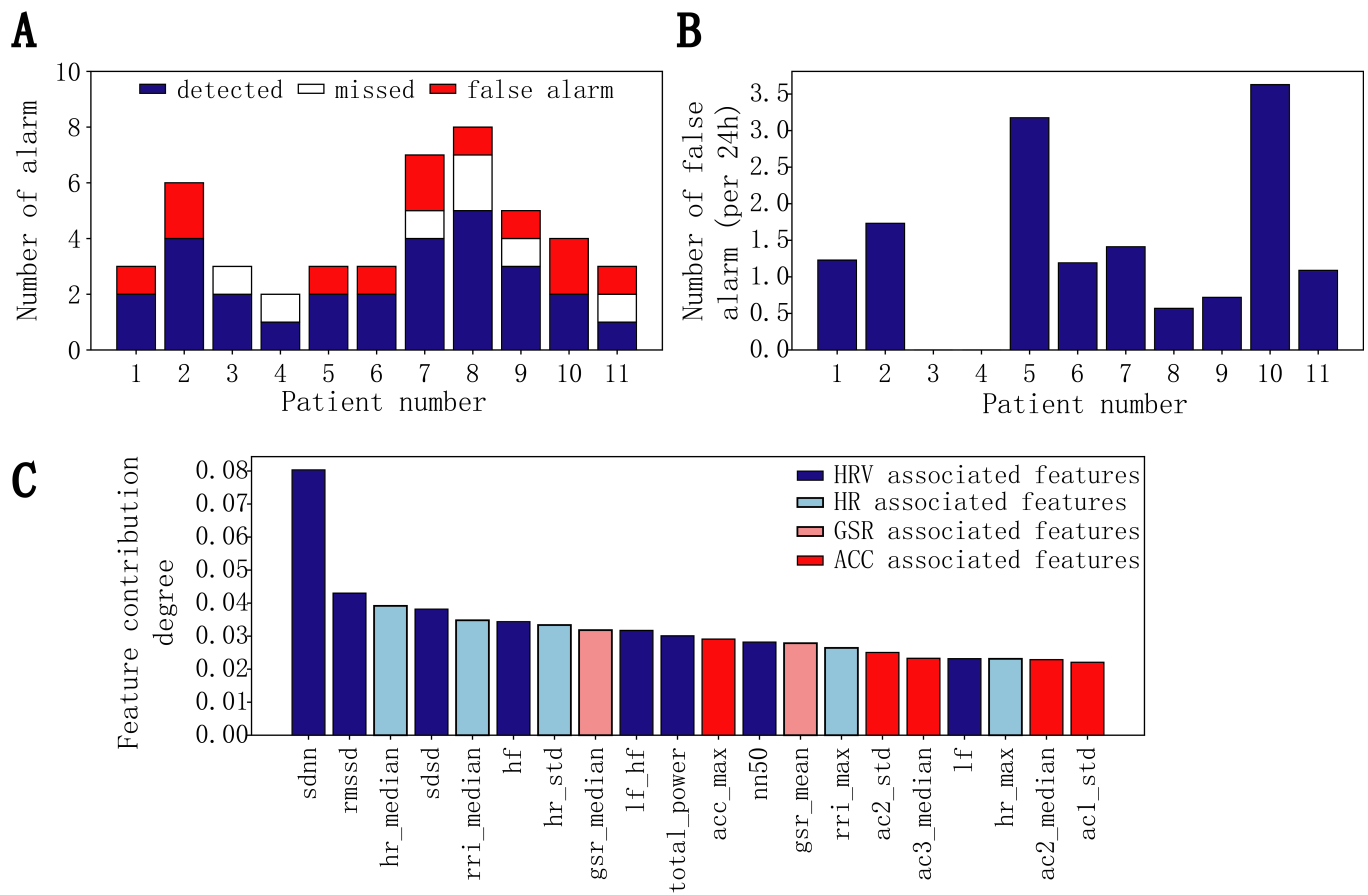 A
B
10
8
6
4
2
0
Number of alarm
detected missed false alarm
1 2 3 4 5 6 7 8 9 10 11
Patient number
3.5
3.0
2.5
2.0
1.5
1.0
0.5
0.0
Number of false
alarm (per 24h)
1 2 3 4 5 6 7 8 9 10 11
Patient number
C
0.08
0.07
0.06
0.05
0.04
0.03
0.02
0.01
0.00
Feature contribution
degree
HRV associated features
HR associated features
GSR associated features
ACC associated features
sdnn
rmssd
hr_median
sdsd
rri_median
hf
hr_std
gsr_median
lf_hf
total_power
acc_max
nn50
gsr_mean
rri_max
ac2_std
ac3_median
lf
hr_max
ac2_median
ac1_std